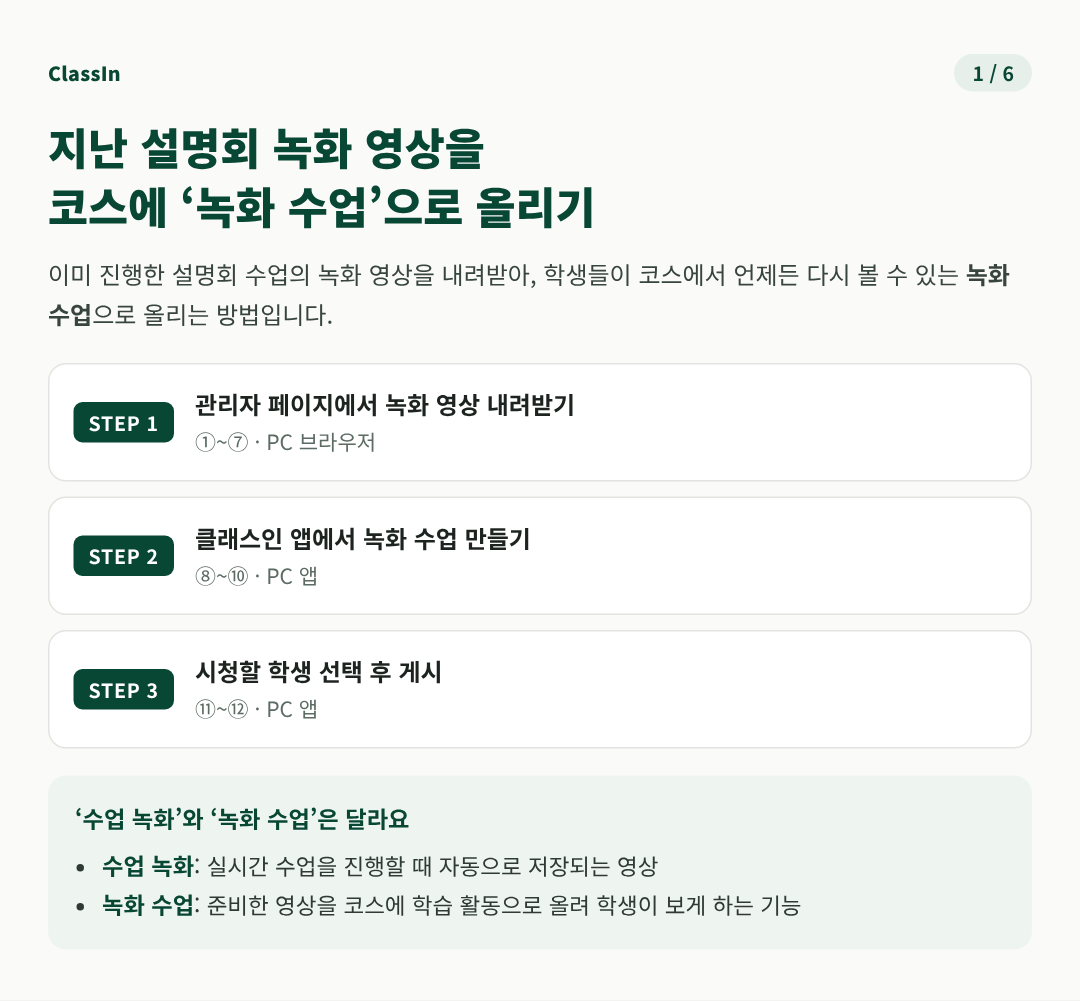 ClassIn
1 / 6
지난 설명회 녹화 영상을
코스에 ‘녹화 수업’으로 올리기
이미 진행한 설명회 수업의 녹화 영상을 내려받아, 학생들이 코스에서 언제든 다시 볼 수 있는 녹화
수업으로 올리는 방법입니다.
STEP 1
관리자 페이지에서 녹화 영상 내려받기
①~⑦ · PC 브라우저
STEP 2
클래스인 앱에서 녹화 수업 만들기
⑧~⑩ · PC 앱
STEP 3
시청할 학생 선택 후 게시
⑪~⑫ · PC 앱
‘수업 녹화’와 ‘녹화 수업’은 달라요
• 수업 녹화: 실시간 수업을 진행할 때 자동으로 저장되는 영상
• 녹화 수업: 준비한 영상을 코스에 학습 활동으로 올려 학생이 보게 하는 기능